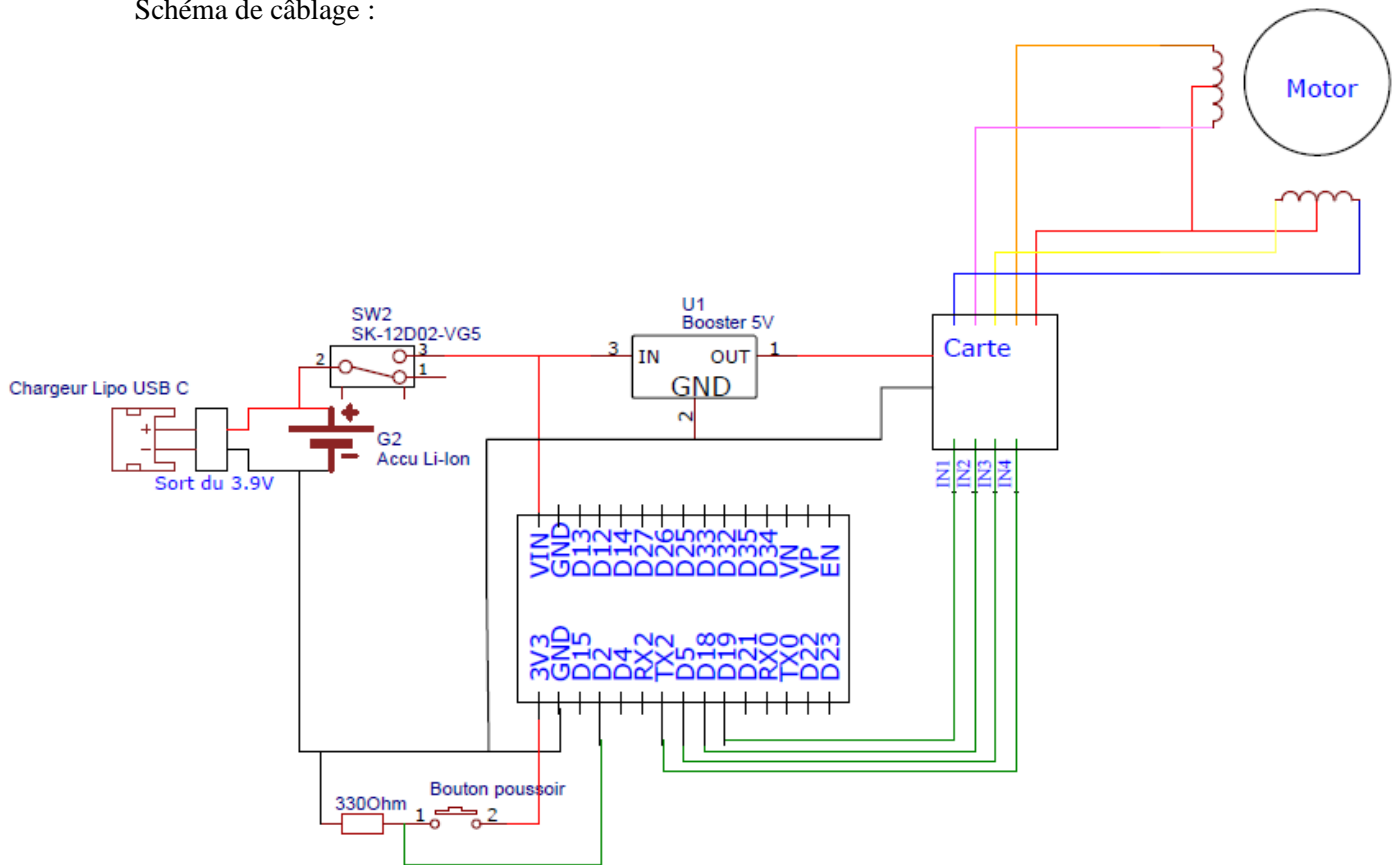 Schéma de câblage :
Motor
SW2
SK-12D02-VG5
2
3
1
U1
Booster 5V
3 IN OUT 1
GND
2
Carte
Chargeur Lipo USB C
+
-
Sort du 3.9V
+
-
G2
Accu Li-Ion
IN1 IN2 IN3 IN4
VIN GND D13 D12 D14 D27 D26 D25 D33 D32 D35 D34 VN VP EN
3V3 GND D15 D2 D4 RX2 TX2 D5 D18 D19 D21 RX0 TX0 D22 D23
Bouton poussoir
330Ohm
1 2